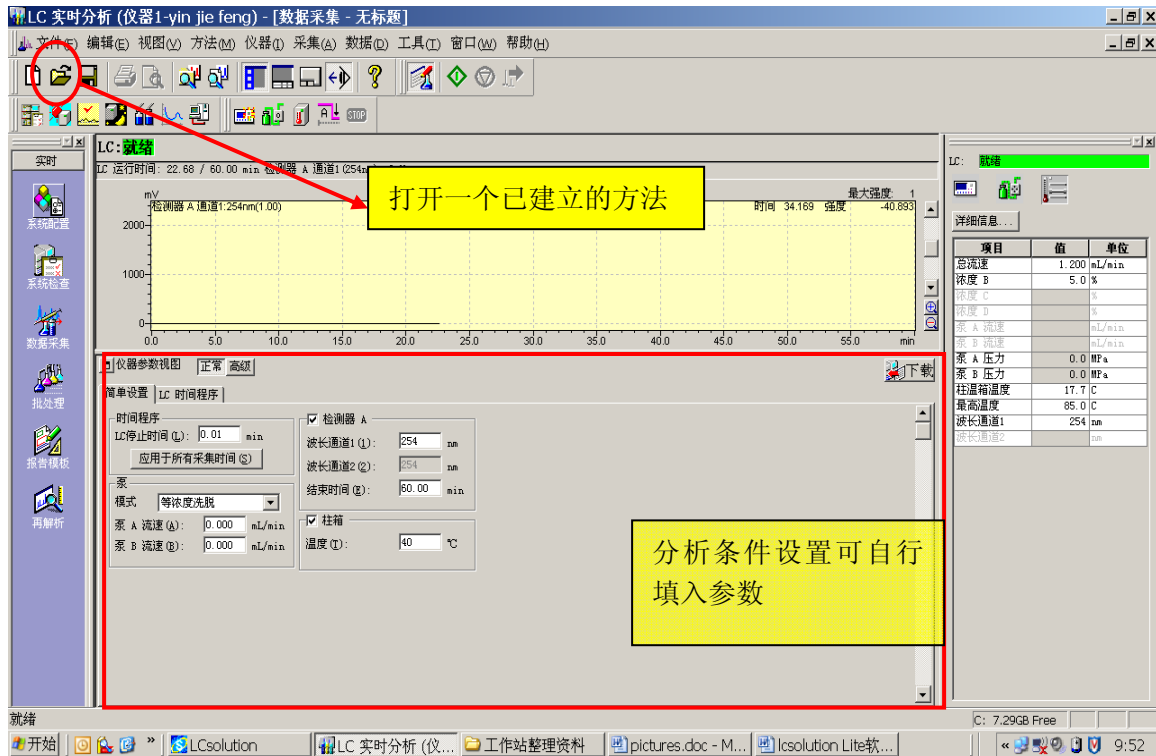 LC 实时分析 (仪器1-yin jie feng) - [数据采集 - 无标题]
文件(F) 编辑(E) 视图(V) 方法(M) 仪器(I) 采集(A) 数据(D) 工具(T) 窗口(W) 帮助(H)
实时
系统配置
系统检查
数据采集
批处理
报告模板
再解析
LC:就绪
LC 运行时间: 22.68 / 60.00 min 检测器 A 通道1 (254nm)
mV
检测器 A 通道1:254nm(1.00)
最大强度: 1
时间 34.169 强度 -40.893
2000
1000
0
0.0 5.0 10.0 15.0 20.0 25.0 30.0 35.0 40.0 45.0 50.0 55.0 min
打开一个已建立的方法
仪器参数视图 正常 高级 下载
简单设置 LC 时间程序
时间程序
LC停止时间(L): 0.01 min
应用于所有采集时间(S)
泵
模式 等浓度洗脱
泵 A 流速(A): 0.000 mL/min
泵 B 流速(B): 0.000 mL/min
检测器 A
波长通道1(1): 254 nm
波长通道2(2): 254 nm
结束时间(E): 60.00 min
柱箱
温度(T): 40 ℃
分析条件设置可自行
填入参数
LC: 就绪
详细信息...
项目 值 单位
总流速 1.200 mL/min
浓度 B 5.0 %
浓度 C %
浓度 D %
泵 A 流速 mL/min
泵 B 流速 mL/min
泵 A 压力 0.0 MPa
泵 B 压力 0.0 MPa
柱温箱温度 17.7 C
最高温度 85.0 C
波长通道1 254 nm
波长通道2 nm
STOP
就绪
C: 7.29GB Free
开始 » LCsolution LC 实时分析 (仪... 工作站整理资料 pictures.doc - M... lcsolution Lite软... « 9:52